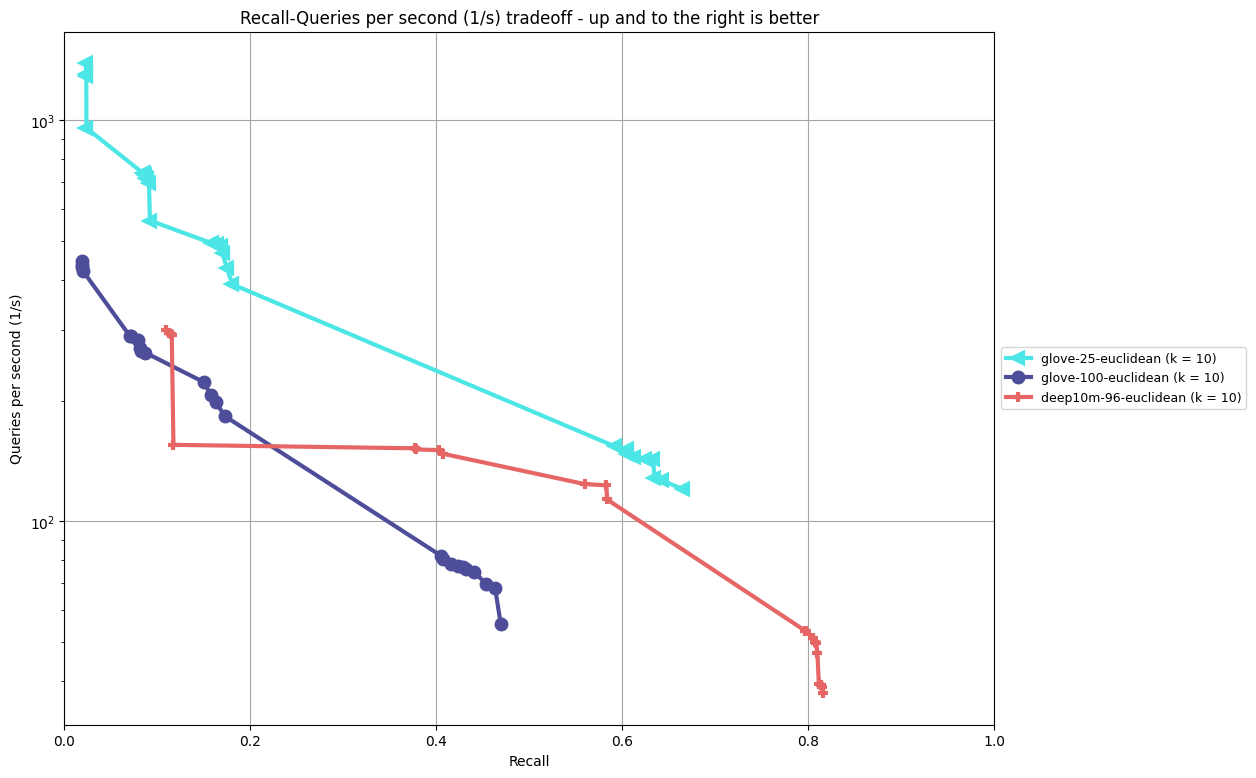 Recall-Queries per second (1/s) tradeoff - up and to the right is better
Queries per second (1/s)
10³
10²
0.0 0.2 0.4 0.6 0.8 1.0
Recall
glove-25-euclidean (k = 10)
glove-100-euclidean (k = 10)
deep10m-96-euclidean (k = 10)